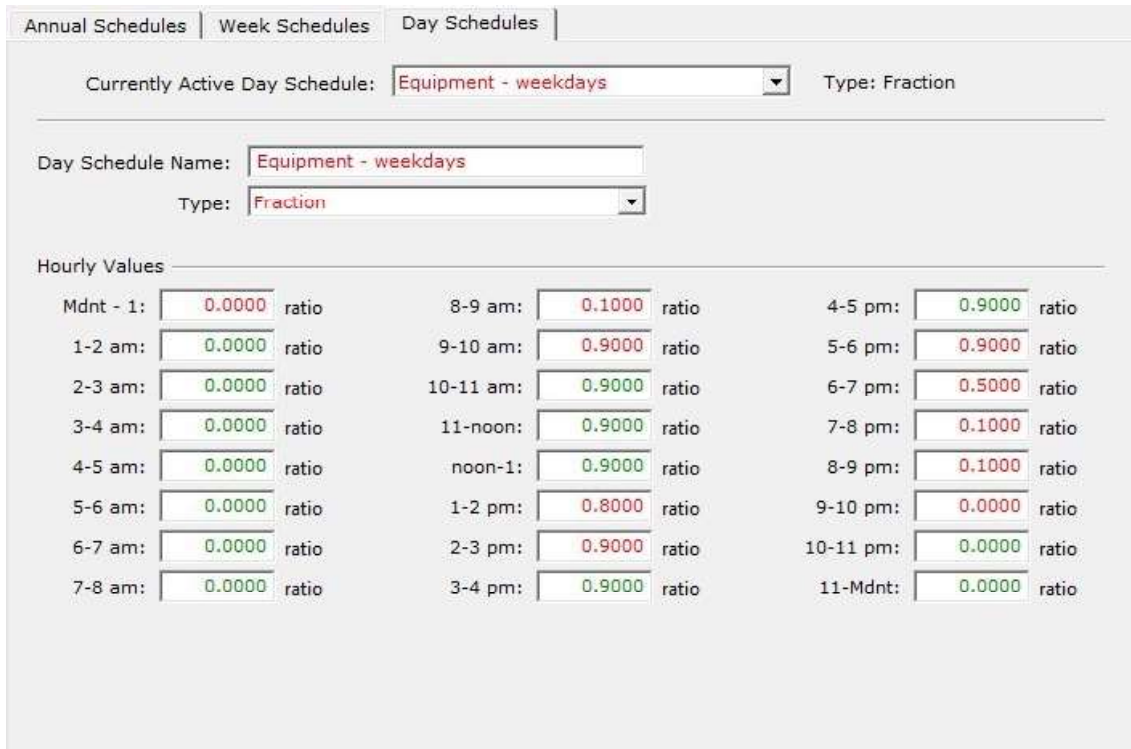 Annual Schedules Week Schedules Day Schedules
Currently Active Day Schedule: Equipment - weekdays Type: Fraction
Day Schedule Name: Equipment - weekdays
Type: Fraction
Hourly Values
Mdnt - 1: 0.0000 ratio 8-9 am: 0.1000 ratio 4-5 pm: 0.9000 ratio
1-2 am: 0.0000 ratio 9-10 am: 0.9000 ratio 5-6 pm: 0.9000 ratio
2-3 am: 0.0000 ratio 10-11 am: 0.9000 ratio 6-7 pm: 0.5000 ratio
3-4 am: 0.0000 ratio 11-noon: 0.9000 ratio 7-8 pm: 0.1000 ratio
4-5 am: 0.0000 ratio noon-1: 0.9000 ratio 8-9 pm: 0.1000 ratio
5-6 am: 0.0000 ratio 1-2 pm: 0.8000 ratio 9-10 pm: 0.0000 ratio
6-7 am: 0.0000 ratio 2-3 pm: 0.9000 ratio 10-11 pm: 0.0000 ratio
7-8 am: 0.0000 ratio 3-4 pm: 0.9000 ratio 11-Mdnt: 0.0000 ratio